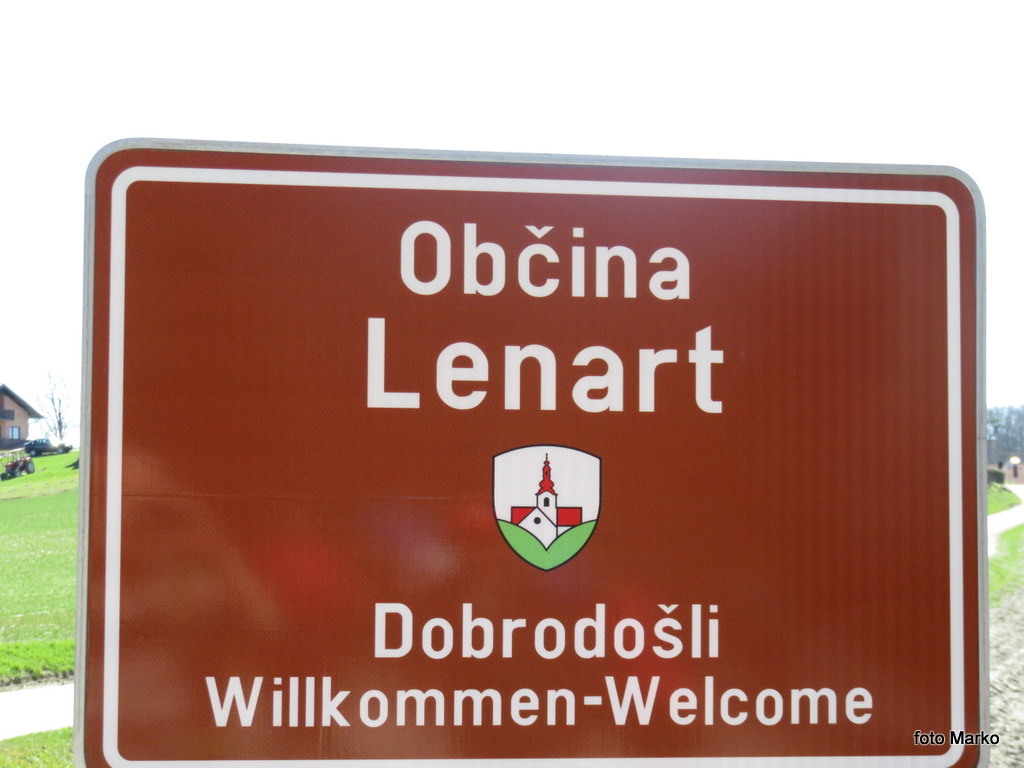 Občina
Lenart
Dobrodošli
Willkommen-Welcome
foto Marko